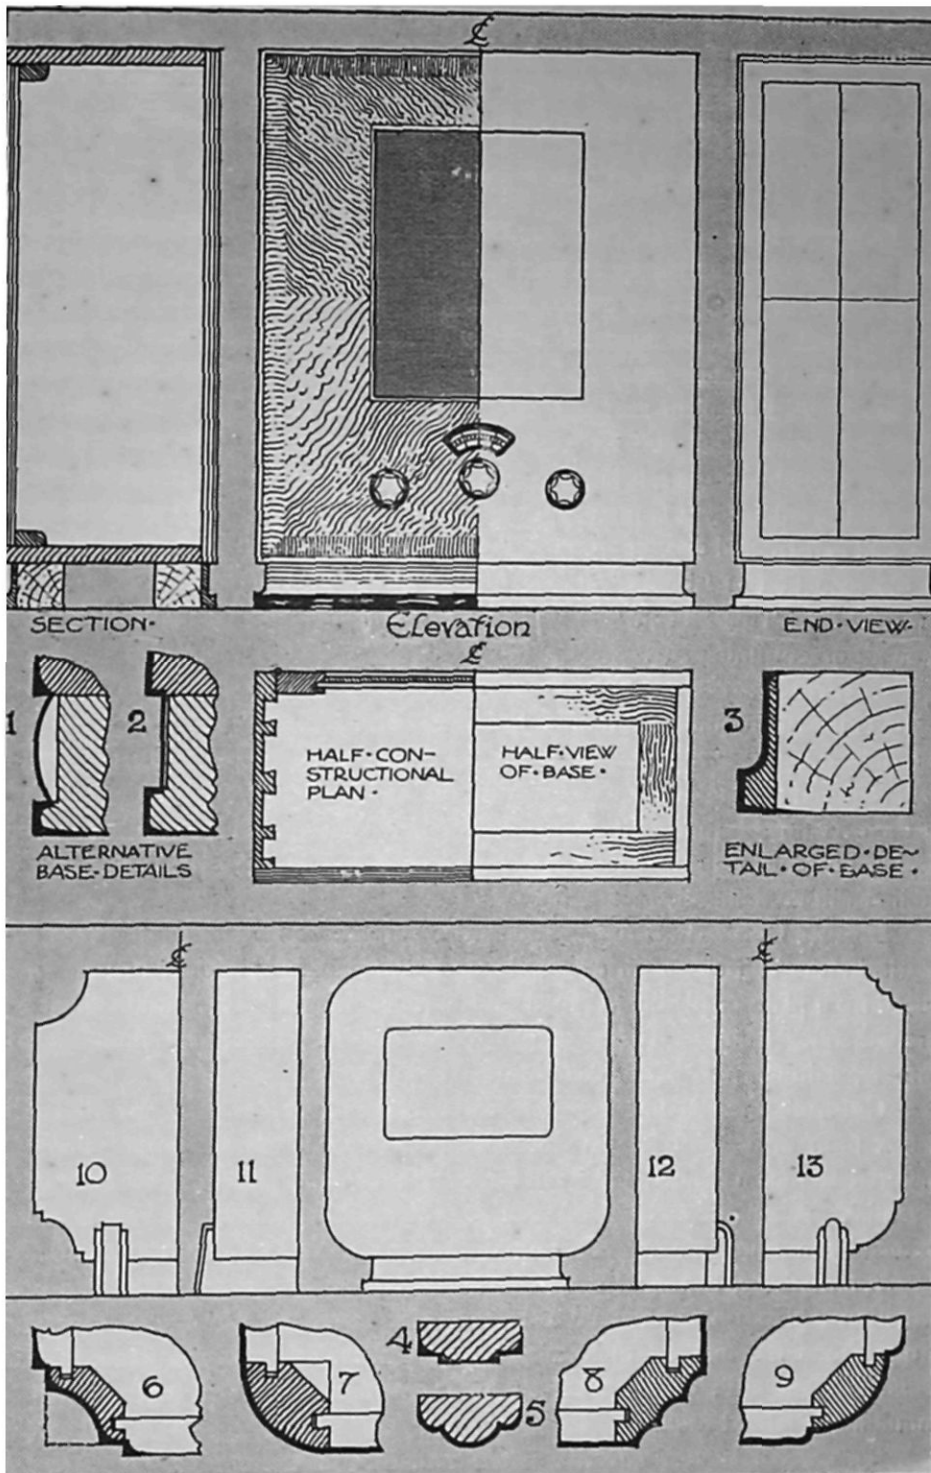 ℄
SECTION·
Elevation
END·VIEW·
℄
1
2
3
HALF·CON-
STRUCTIONAL
PLAN·
HALF·VIEW
OF·BASE·
ALTERNATIVE
BASE·DETAILS
ENLARGED·DE~
TAIL·OF·BASE·
℄
℄
10
11
12
13
4
5
6
7
8
9